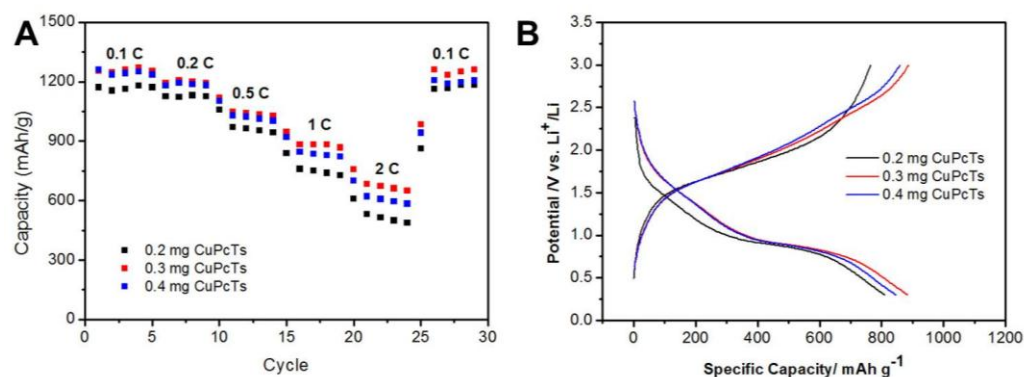 A
Capacity (mAh/g)
1500
1200
900
600
300
0
0.1 C
0.2 C
0.5 C
1 C
2 C
0.1 C
0.2 mg CuPcTs
0.3 mg CuPcTs
0.4 mg CuPcTs
0 5 10 15 20 25 30
Cycle
B
Potential /V vs. Li⁺/Li
3.5
3.0
2.5
2.0
1.5
1.0
0.5
0.0
0.2 mg CuPcTs
0.3 mg CuPcTs
0.4 mg CuPcTs
0 200 400 600 800 1000 1200
Specific Capacity/ mAh g⁻¹